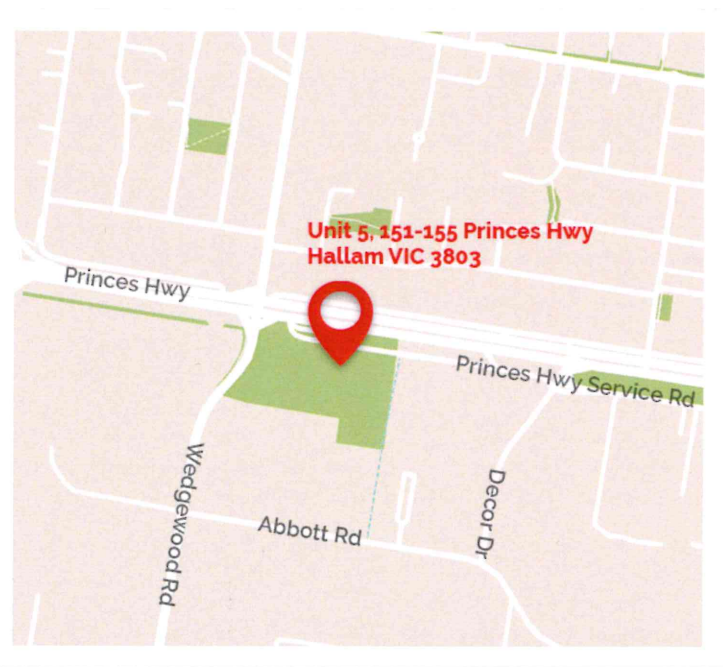 Unit 5, 151-155 Princes Hwy
Hallam VIC 3803
Princes Hwy
Princes Hwy Service Rd
Wedgewood Rd
Decor Dr
Abbott Rd